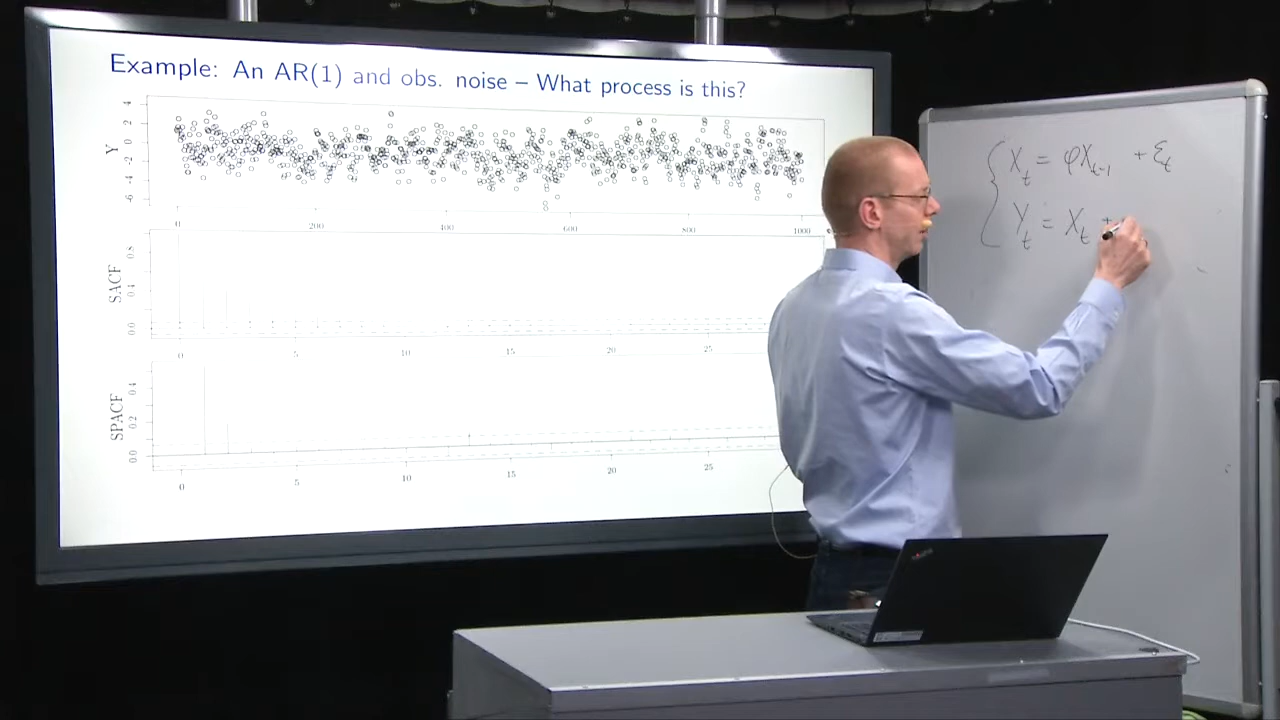 Example: An AR(1) and obs. noise – What process is this?
Y
4
2
0
-2
-4
-6
0 200 400 600 800 1000
SACF
0.8
0.4
0.0
0 5 10 15 20 25
SPACF
0.4
0.2
0.0
0 5 10 15 20 25
X_t = φX_{t-1} + ε_t
Y_t = X_t +